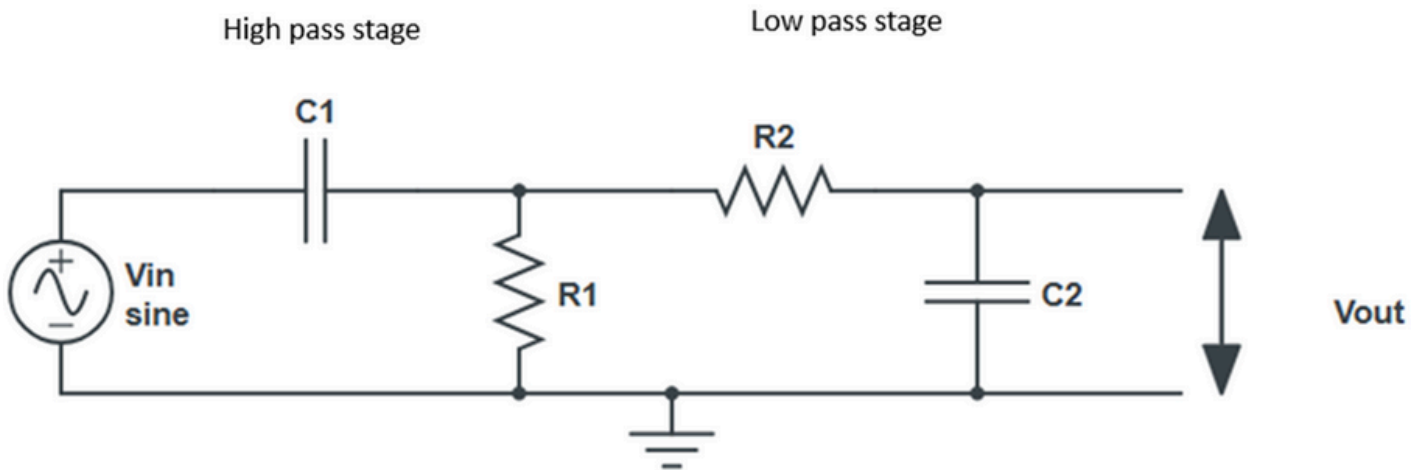 High pass stage
Low pass stage
C1
R2
+
Vin
sine
−
R1
C2
Vout